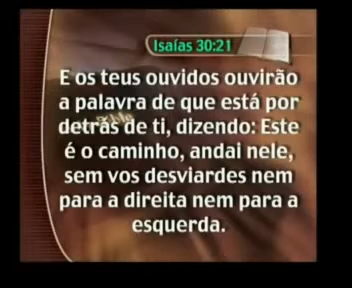 Isaías 30:21
E os teus ouvidos ouvirão
a palavra de que está por
detrás de ti, dizendo: Este
é o caminho, andai nele,
sem vos desviardes nem
para a direita nem para a
esquerda.